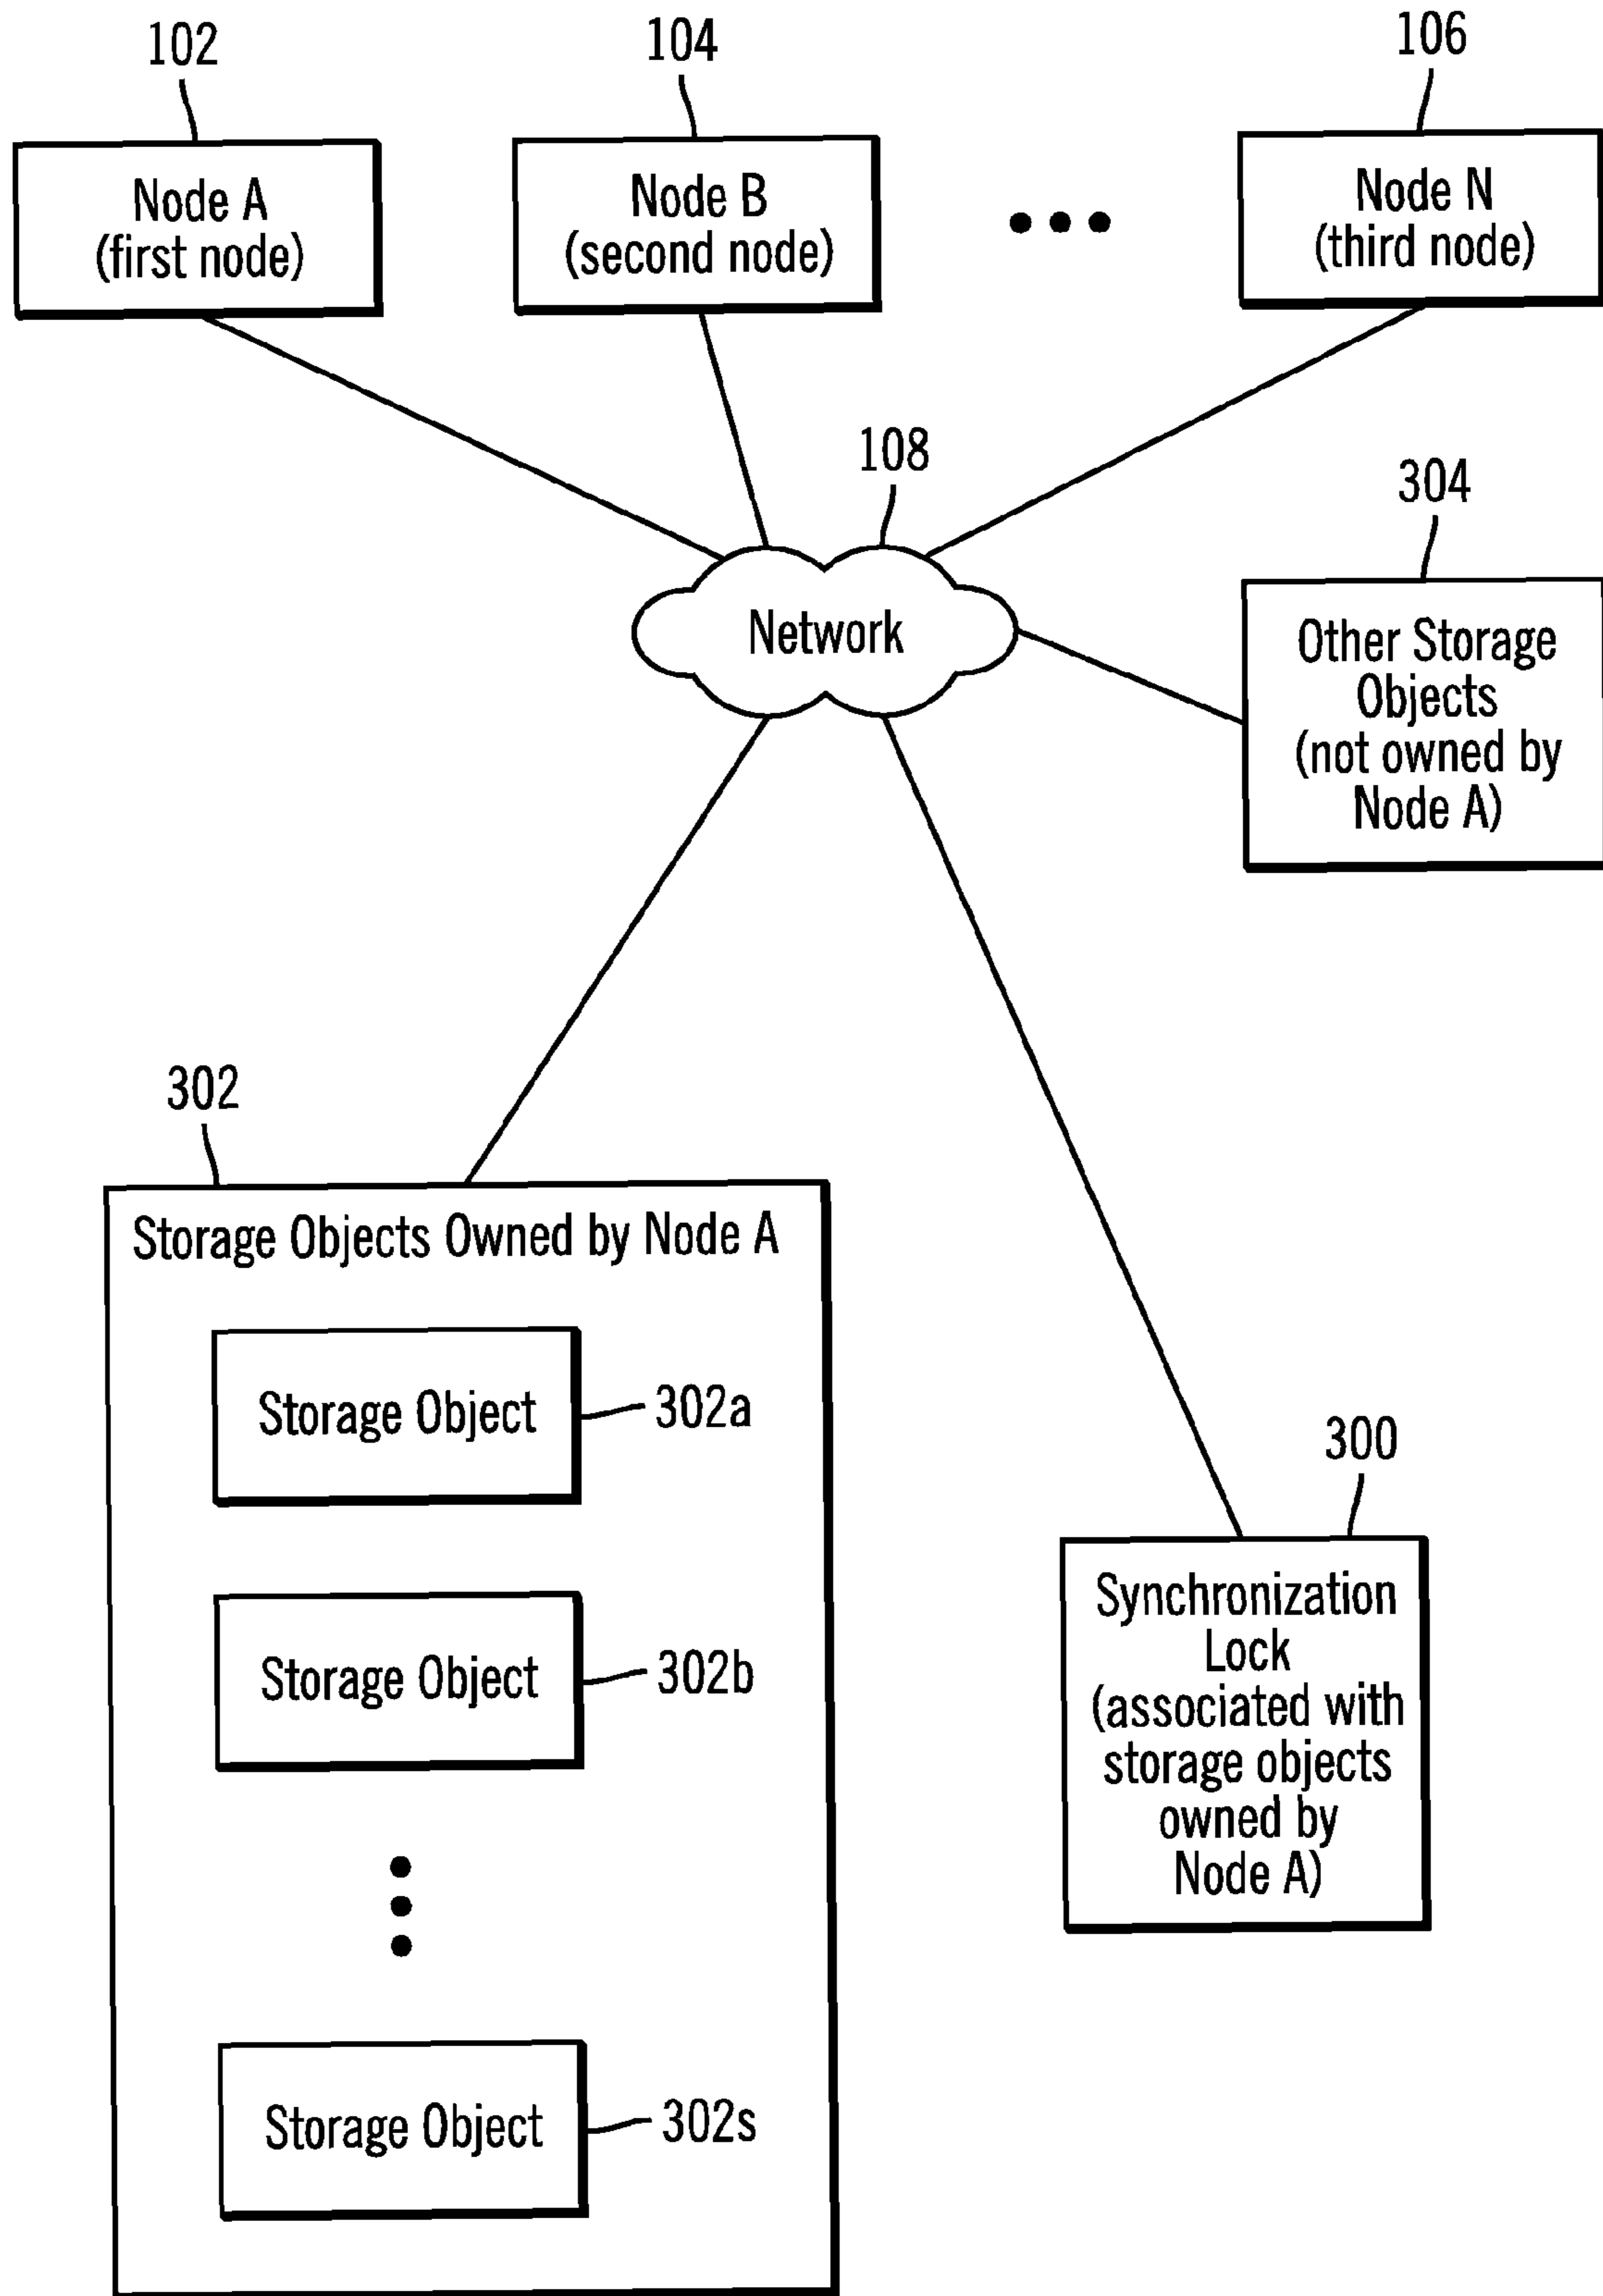 102
104
106
Node A
(first node)
Node B
(second node)
Node N
(third node)
108
304
Network
Other Storage
Objects
(not owned by
Node A)
302
Storage Objects Owned by Node A
Storage Object
302a
300
Storage Object
302b
Synchronization
Lock
(associated with
storage objects
owned by
Node A)
Storage Object
302s